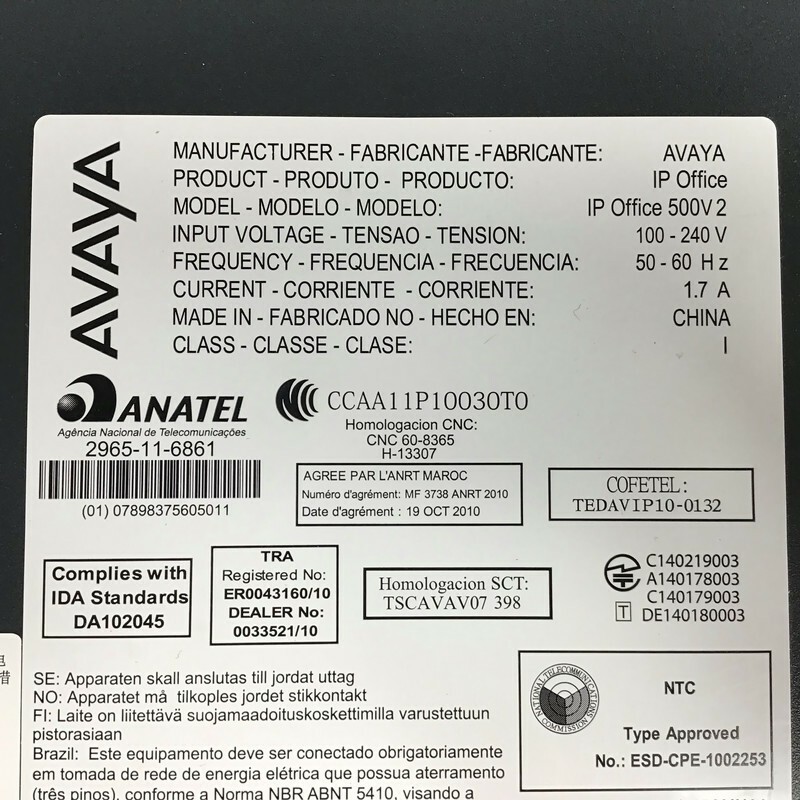 AVAYA
MANUFACTURER - FABRICANTE -FABRICANTE: AVAYA
PRODUCT - PRODUTO - PRODUCTO: IP Office
MODEL - MODELO - MODELO: IP Office 500V2
INPUT VOLTAGE - TENSAO - TENSION: 100 - 240 V
FREQUENCY - FREQUENCIA - FRECUENCIA: 50 - 60 Hz
CURRENT - CORRIENTE - CORRIENTE: 1.7 A
MADE IN - FABRICADO NO - HECHO EN: CHINA
CLASS - CLASSE - CLASE: I
ANATEL
Agência Nacional de Telecomunicações
2965-11-6861
(01) 07898375605011
CCAA11P10030T0
Homologacion CNC:
CNC 60-8365
H-13307
AGREE PAR L'ANRT MAROC
Numéro d'agrément: MF 3738 ANRT 2010
Date d'agrément: 19 OCT 2010
COFETEL:
TEDAVIP10-0132
Complies with
IDA Standards
DA102045
TRA
Registered No:
ER0043160/10
DEALER No:
0033521/10
Homologacion SCT:
TSCAVAV07 398
C140219003
A140178003
C140179003
T DE140180003
SE: Apparaten skall anslutas till jordat uttag
NO: Apparatet må tilkoples jordet stikkontakt
FI: Laite on liitettävä suojamaadoituskoskettimilla varustettuun
pistorasiaan
Brazil: Este equipamento deve ser conectado obrigatoriamente
em tomada de rede de energia elétrica que possua aterramento
(três pinos), conforme a Norma NBR ABNT 5410, visando a
NATIONAL TELECOMMUNICATIONS COMMISSION
NTC
Type Approved
No.: ESD-CPE-1002253